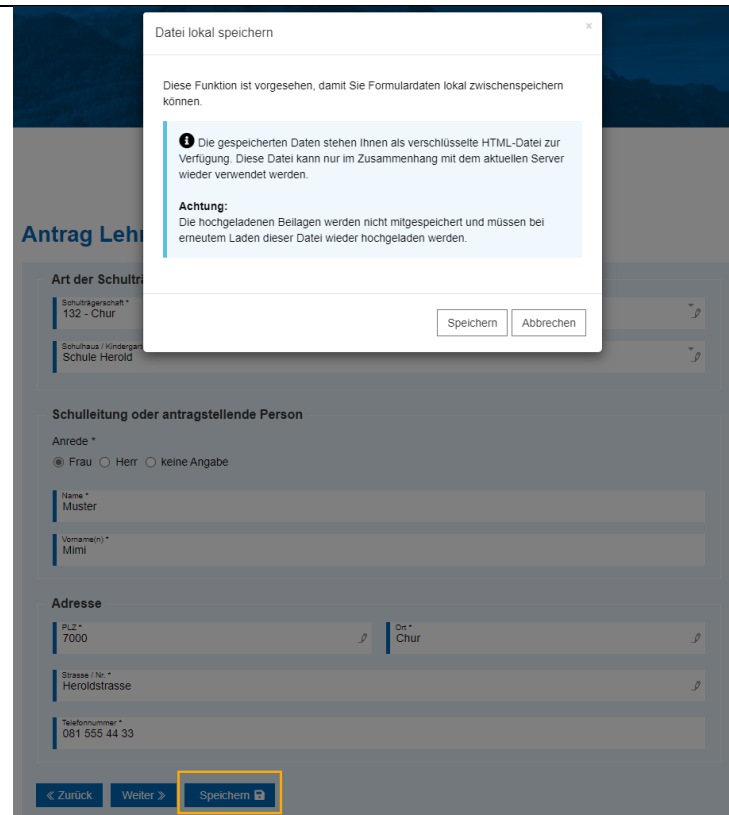 Datei lokal speichern
×
Diese Funktion ist vorgesehen, damit Sie Formulardaten lokal zwischenspeichern
können.
Die gespeicherten Daten stehen Ihnen als verschlüsselte HTML-Datei zur
Verfügung. Diese Datei kann nur im Zusammenhang mit dem aktuellen Server
wieder verwendet werden.
Achtung:
Die hochgeladenen Beilagen werden nicht mitgespeichert und müssen bei
erneutem Laden dieser Datei wieder hochgeladen werden.
Speichern Abbrechen
Antrag
Art der
Schulträgerschaft *
132 - Chur
Schulhaus /
Schule Herold
Schulleitung oder antragstellende Person
Anrede *
Frau Herr keine Angabe
Name *
Muster
Vorname(n) *
Mimi
Adresse
PLZ * Ort *
7000 Chur
Strasse / Nr. *
Heroldstrasse
Telefonnummer *
081 555 44 33
« Zurück Weiter » Speichern